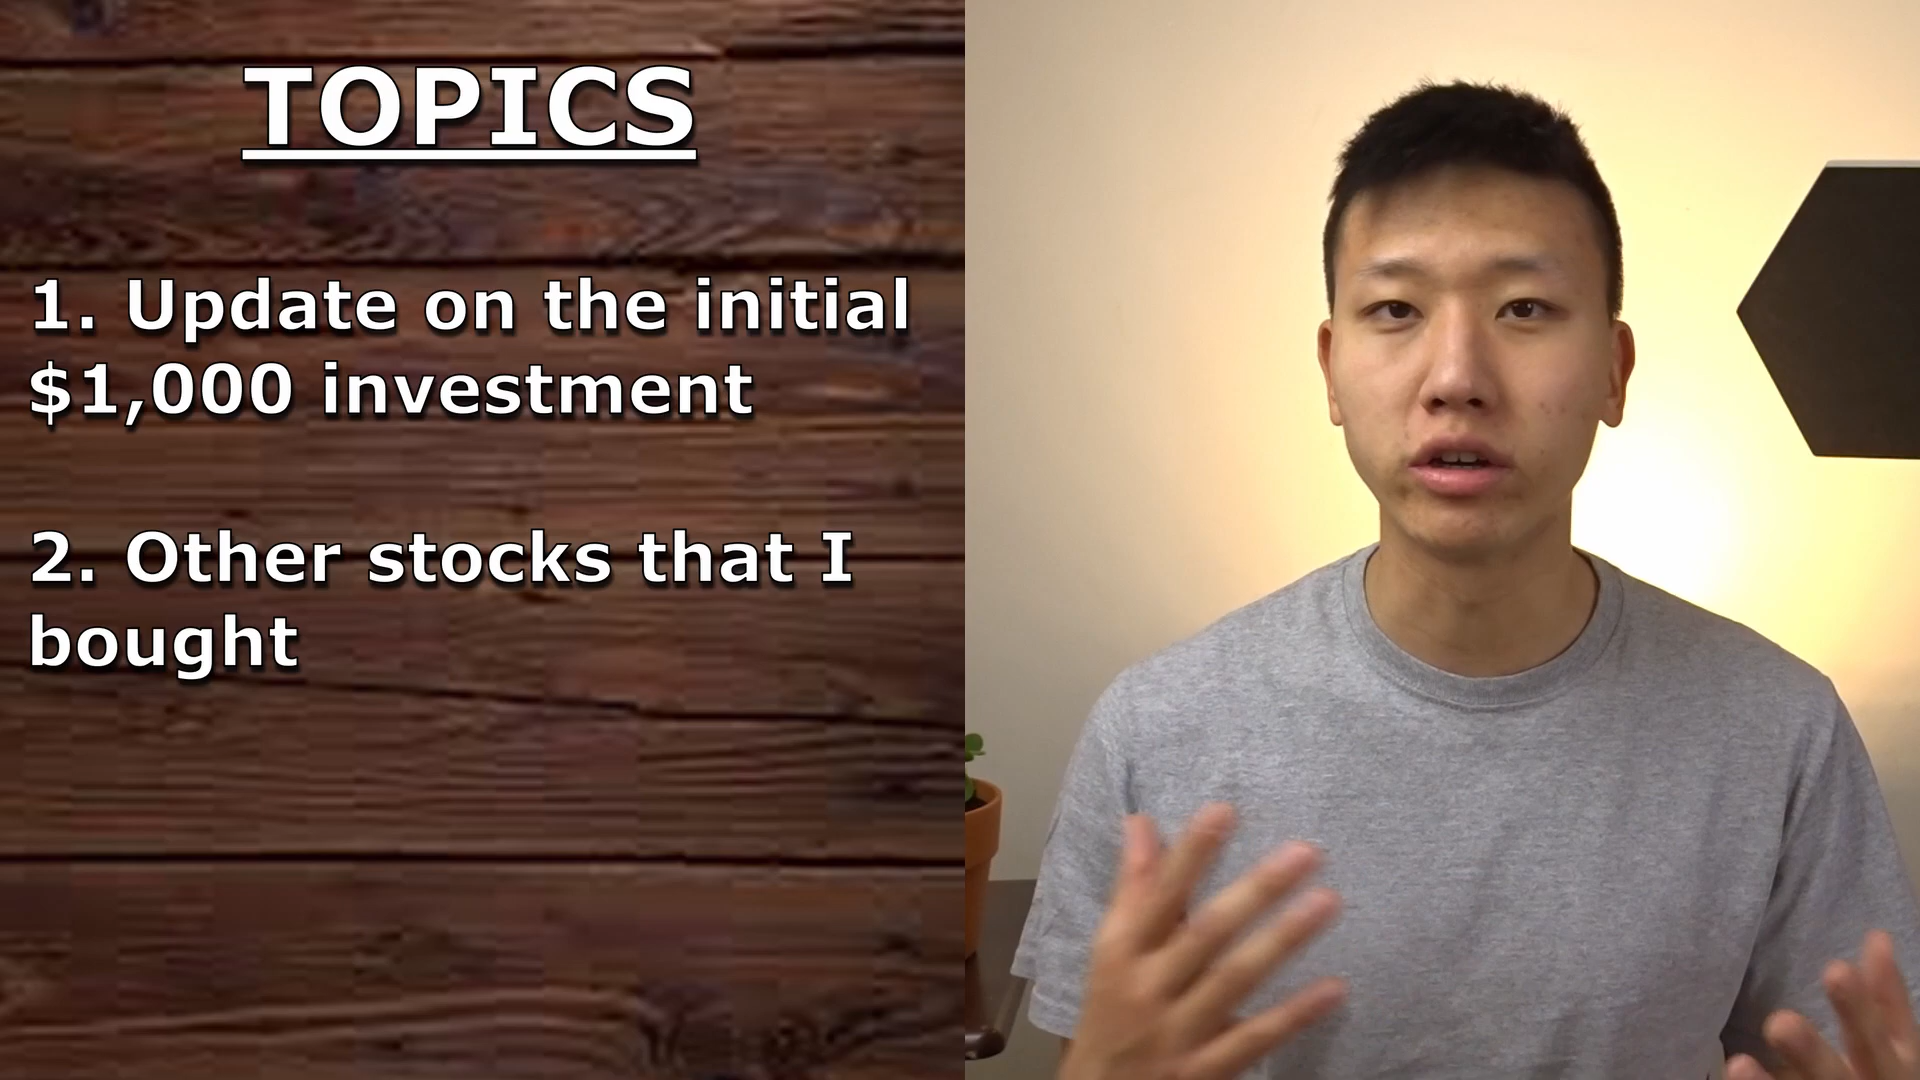 TOPICS
1. Update on the initial
$1,000 investment
2. Other stocks that I
bought